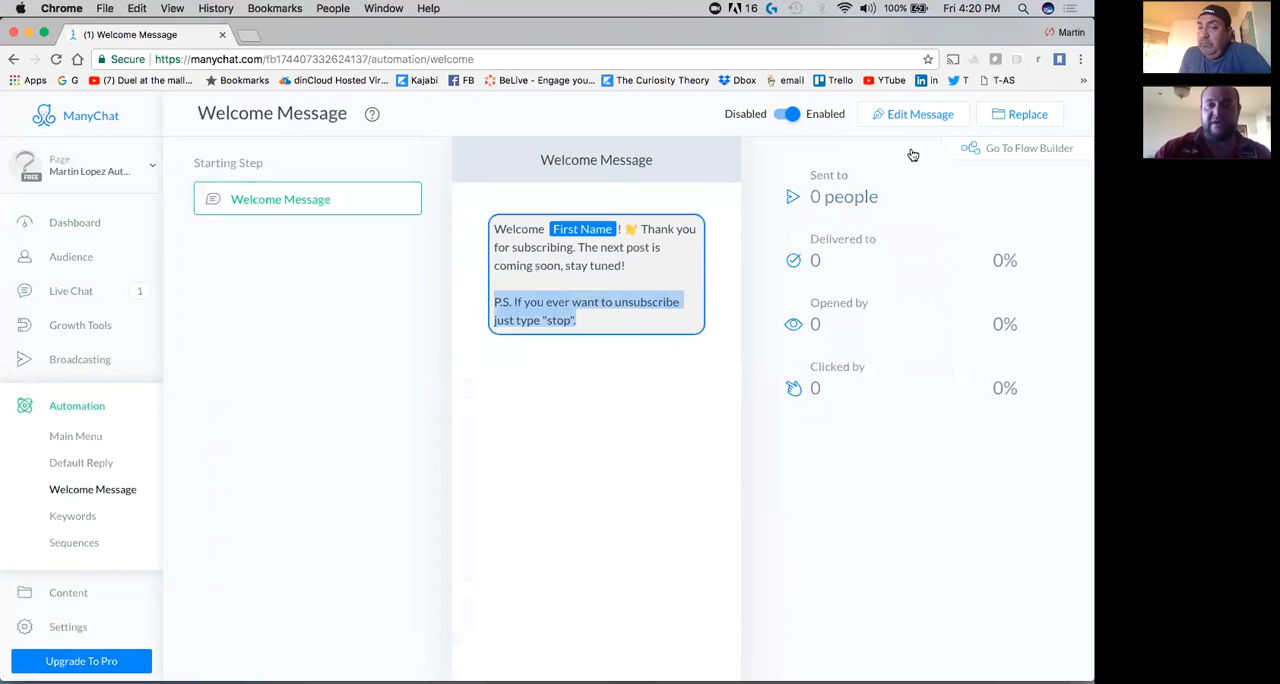 Chrome File Edit View History Bookmarks People Window Help 16 100% Fri 4:20 PM
(1) Welcome Message Martin
Secure https://manychat.com/fb174407332624137/automation/welcome
Apps G (7) Duel at the mall... Bookmarks dinCloud Hosted Vir... Kajabi FB BeLive - Engage you... The Curiosity Theory Dbox email Trello YTube in T T-AS »
ManyChat
Welcome Message
Disabled Enabled Edit Message Replace
Go To Flow Builder
Page
Martin Lopez Aut...
FREE
Dashboard
Audience
Live Chat 1
Growth Tools
Broadcasting
Automation
Main Menu
Default Reply
Welcome Message
Keywords
Sequences
Content
Settings
Upgrade To Pro
Starting Step
Welcome Message
Welcome Message
Welcome First Name ! 👋 Thank you
for subscribing. The next post is
coming soon, stay tuned!
P.S. If you ever want to unsubscribe
just type "stop".
Sent to
0 people
Delivered to
0 0%
Opened by
0 0%
Clicked by
0 0%